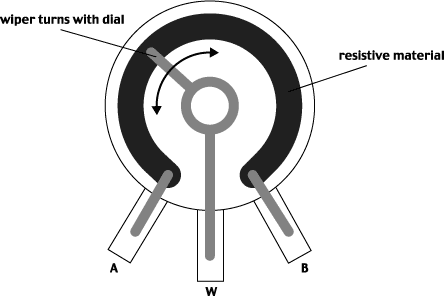 wiper turns with dial
resistive material
A
W
B